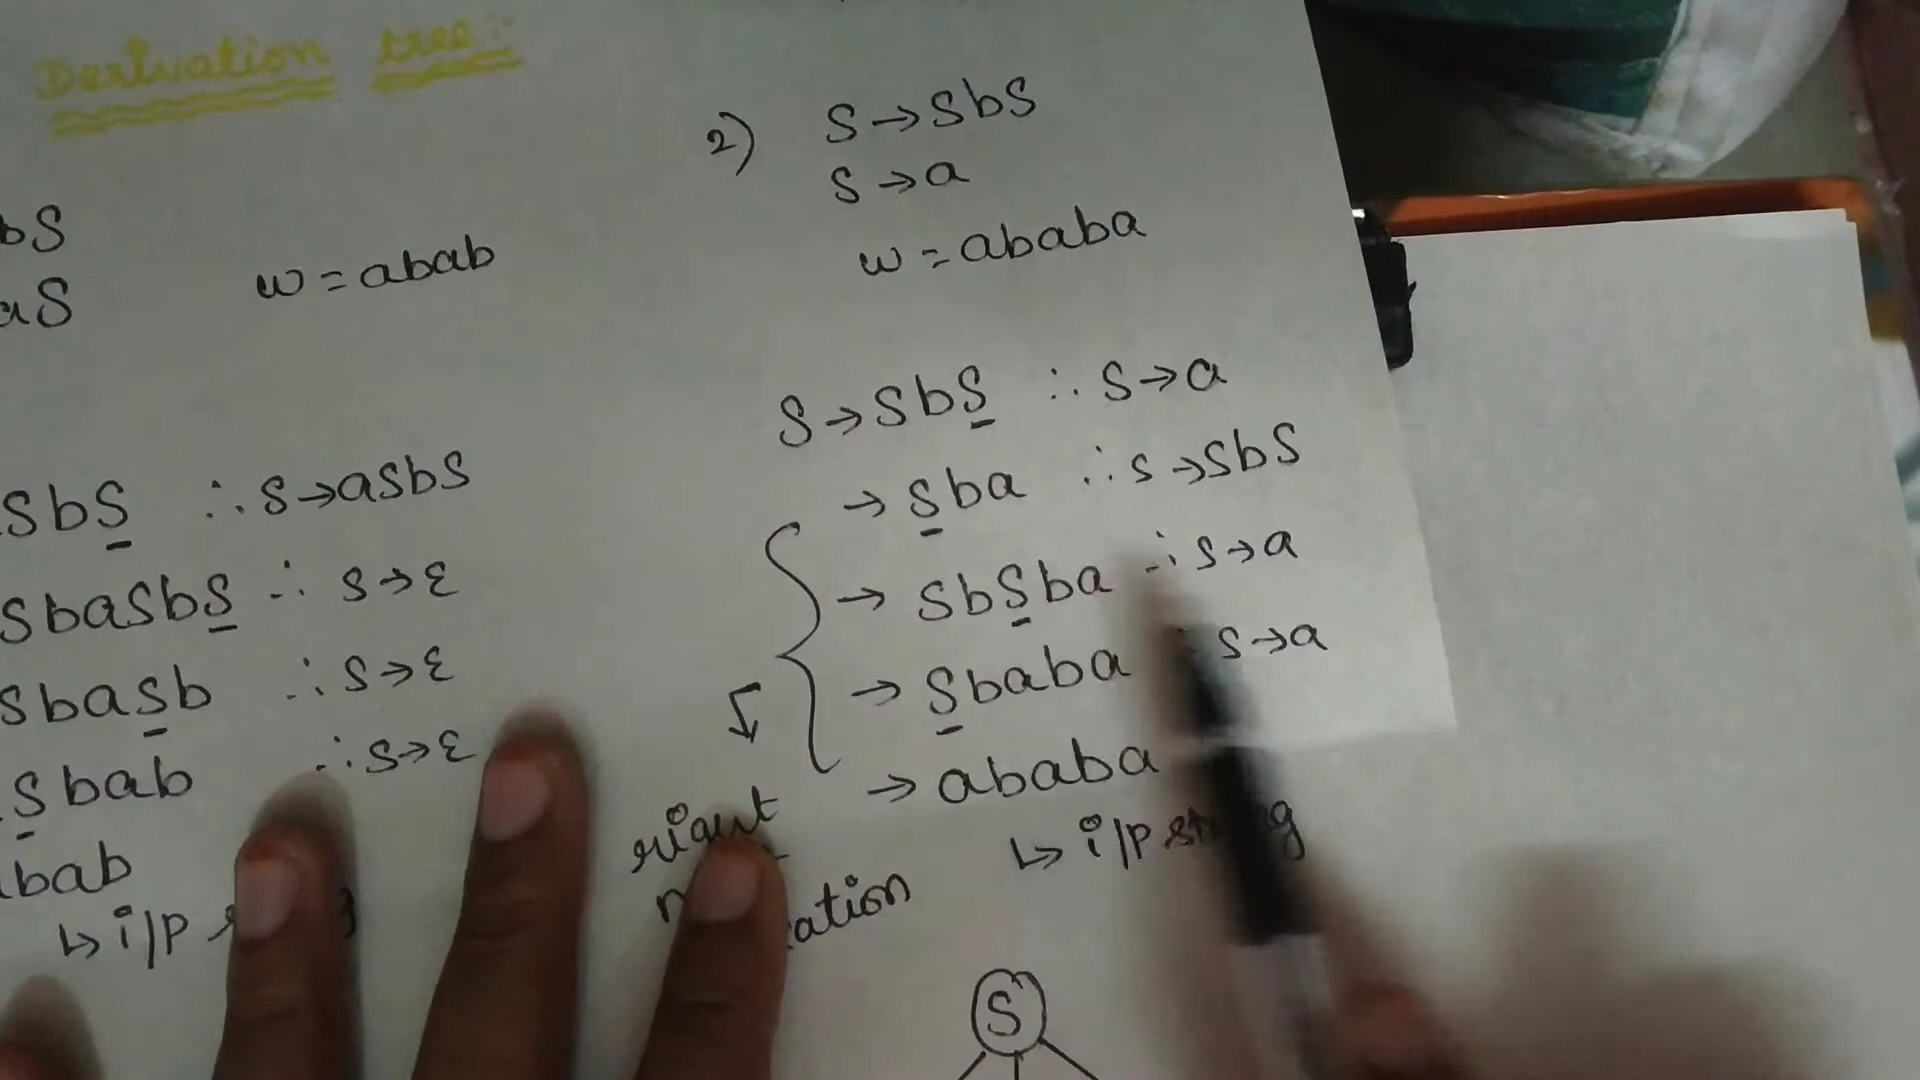 Derivation tree:
bS
aS
w = abab
SbS ∴ S→aSbS
SbaSbS ∴ S→ε
SbaSb ∴ S→ε
Sbab ∴ S→ε
bab
↳ i/p
2) S→SbS
S→a
w = ababa
S→SbS ∴ S→a
→ Sba ∴ S→SbS
→ SbSba ∴ S→a
→ Sbaba S→a
→ ababa
↳ i/p
right
ation
S